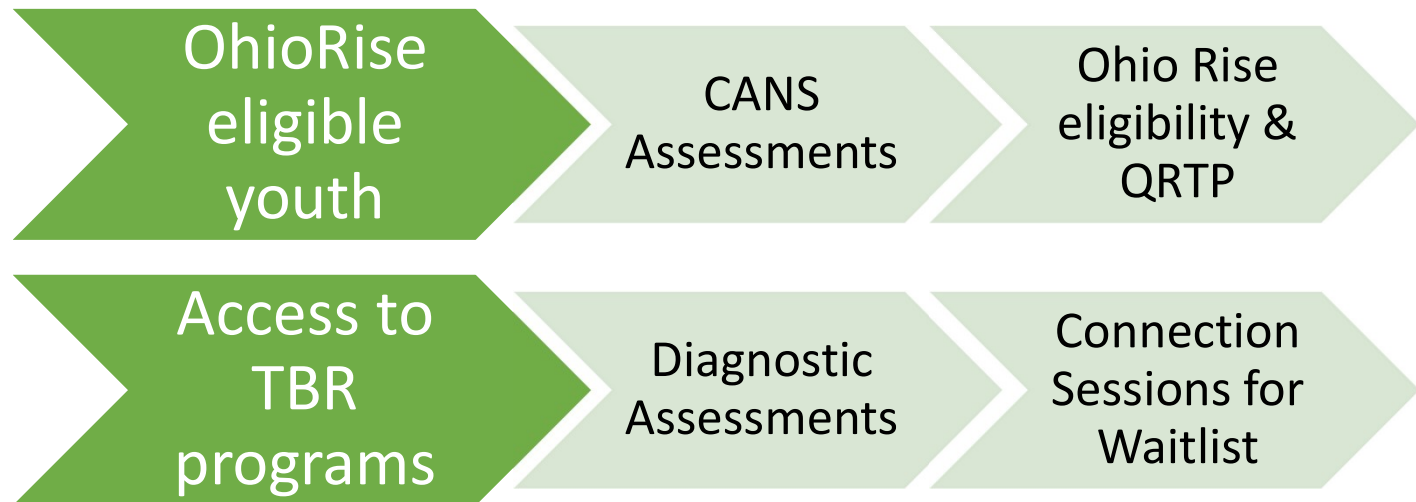 OhioRise
eligible
youth
CANS
Assessments
Ohio Rise
eligibility &
QRTP
Access to
TBR
programs
Diagnostic
Assessments
Connection
Sessions for
Waitlist